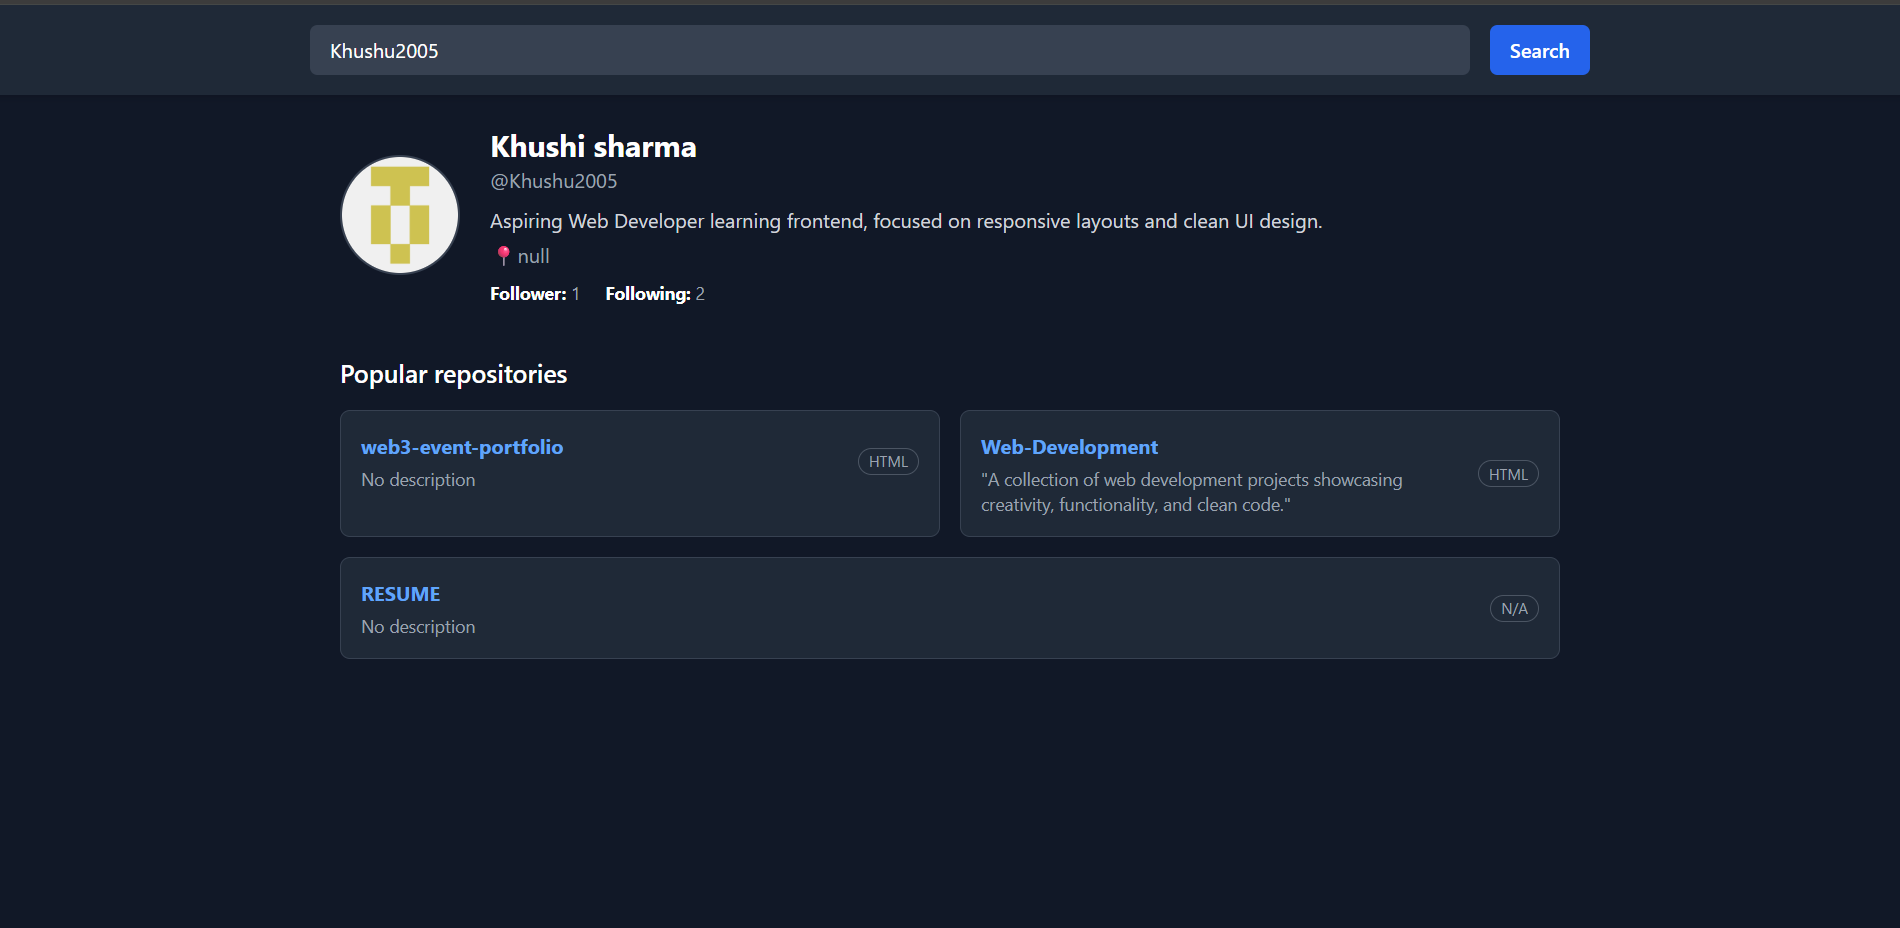 Khushu2005
Search
Khushi sharma
@Khushu2005
Aspiring Web Developer learning frontend, focused on responsive layouts and clean UI design.
📍 null
Follower: 1 Following: 2
Popular repositories
web3-event-portfolio
No description
HTML
Web-Development
"A collection of web development projects showcasing
creativity, functionality, and clean code."
HTML
RESUME
No description
N/A